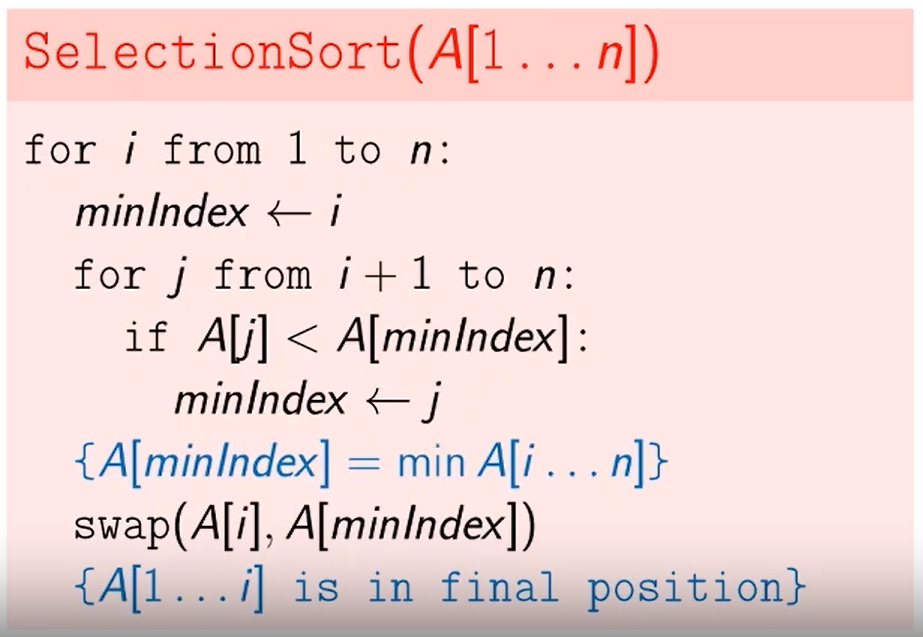 SelectionSort(A[1 . . . n])
for i from 1 to n:
minIndex ← i
for j from i + 1 to n:
if A[j] < A[minIndex]:
minIndex ← j
{A[minIndex] = min A[i . . . n]}
swap(A[i], A[minIndex])
{A[1 . . . i] is in final position}